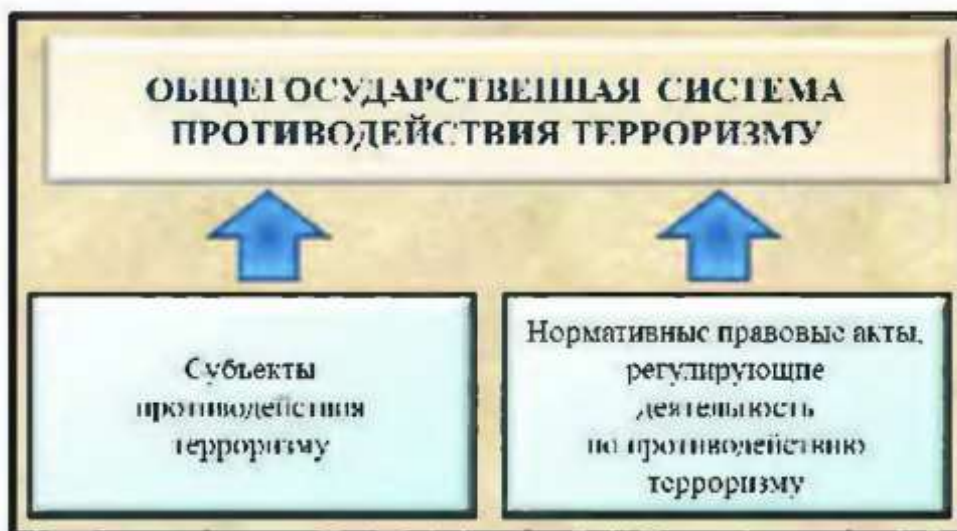 ОБЩЕГОСУДАРСТВЕННАЯ СИСТЕМА
ПРОТИВОДЕЙСТВИЯ ТЕРРОРИЗМУ
Субъекты
противодействия
терроризму
Нормативные правовые акты,
регулирующие
деятельность
по противодействию
терроризму